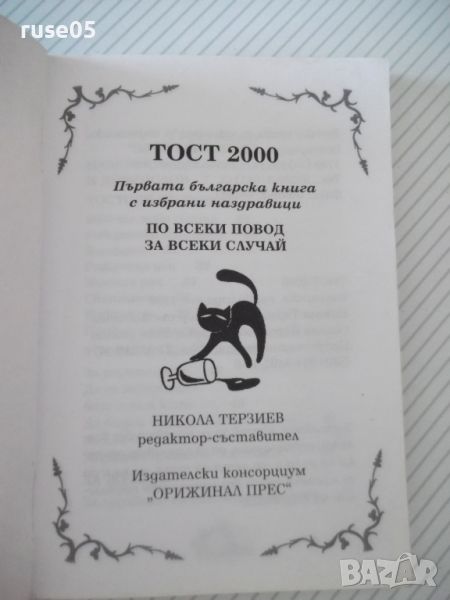 ruse05
ТОСТ 2000
Първата българска книга
с избрани наздравици
ПО ВСЕКИ ПОВОД
ЗА ВСЕКИ СЛУЧАЙ
НИКОЛА ТЕРЗИЕВ
редактор-съставител
Издателски консорциум
„ОРИЖИНАЛ ПРЕС“
BAZAR